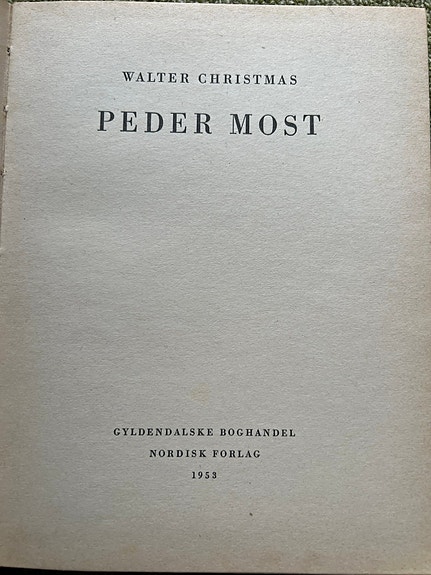 WALTER CHRISTMAS
PEDER MOST
GYLDENDALSKE BOGHANDEL
NORDISK FORLAG
1953